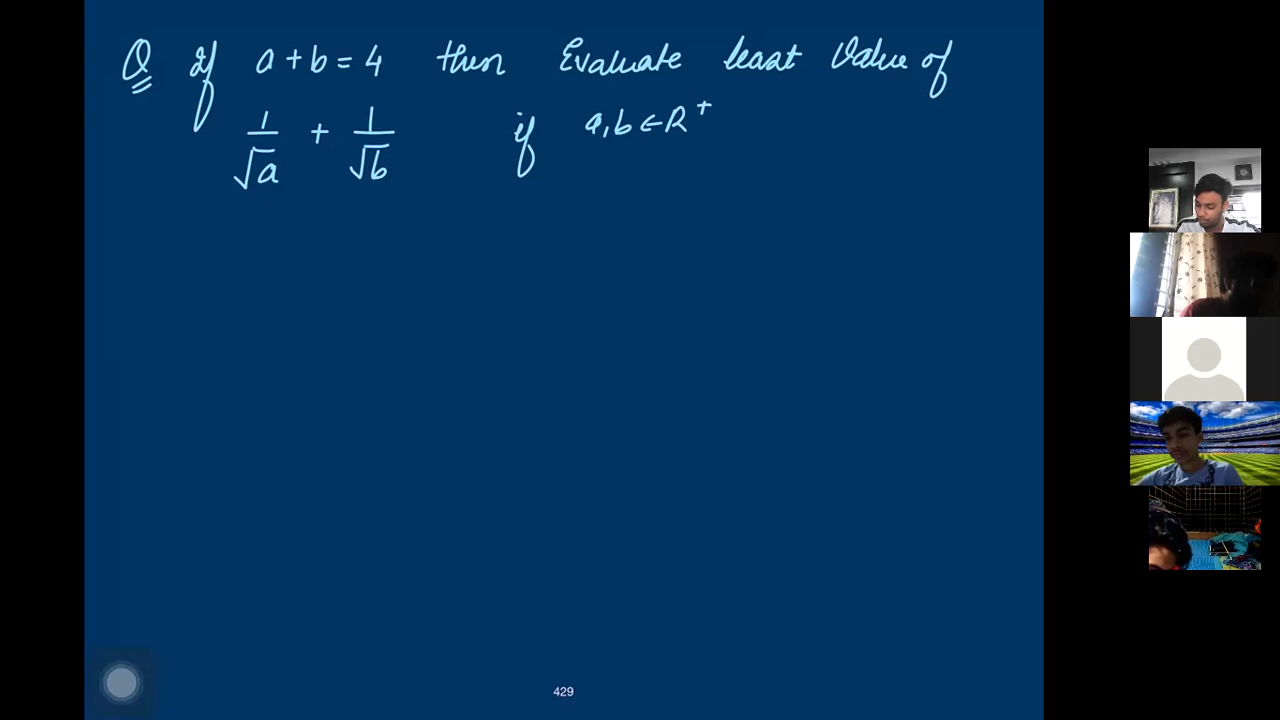 Q If a + b = 4 then Evaluate least Value of
1/√a + 1/√b if a, b ∈ R⁺
429